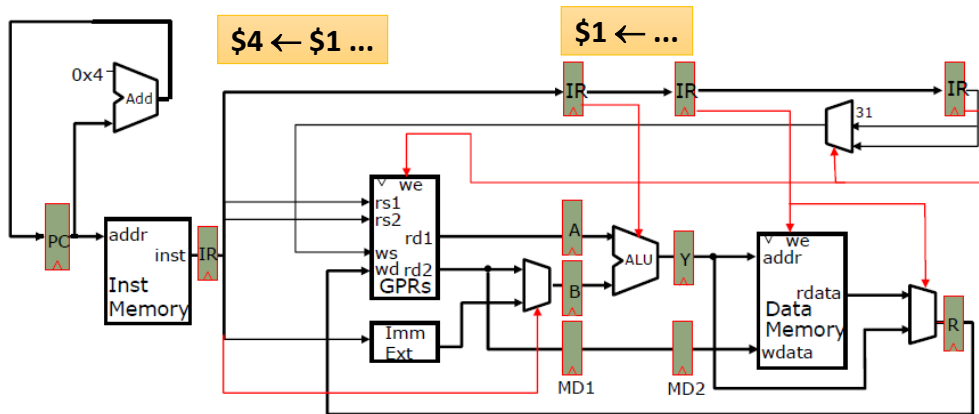 $4 ← $1 ...
$1 ← ...
0x4
Add
IR
IR
IR
31
we
rs1
rs2
rd1
ws
wd rd2
GPRs
A
B
ALU
Y
PC
addr
inst
Inst
Memory
IR
we
addr
rdata
Data
Memory
wdata
R
Imm
Ext
MD1
MD2